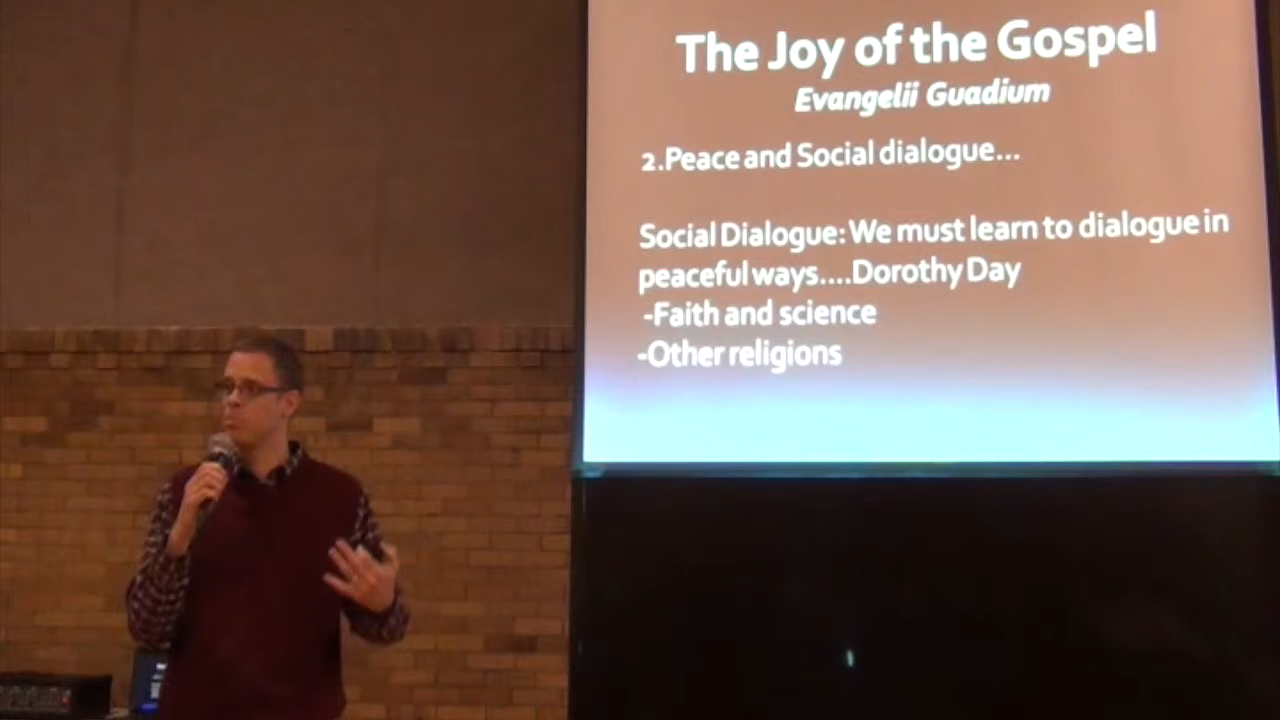 The Joy of the Gospel
Evangelii Guadium
2.Peace and Social dialogue...
Social Dialogue: We must learn to dialogue in
peaceful ways....Dorothy Day
-Faith and science
-Other religions